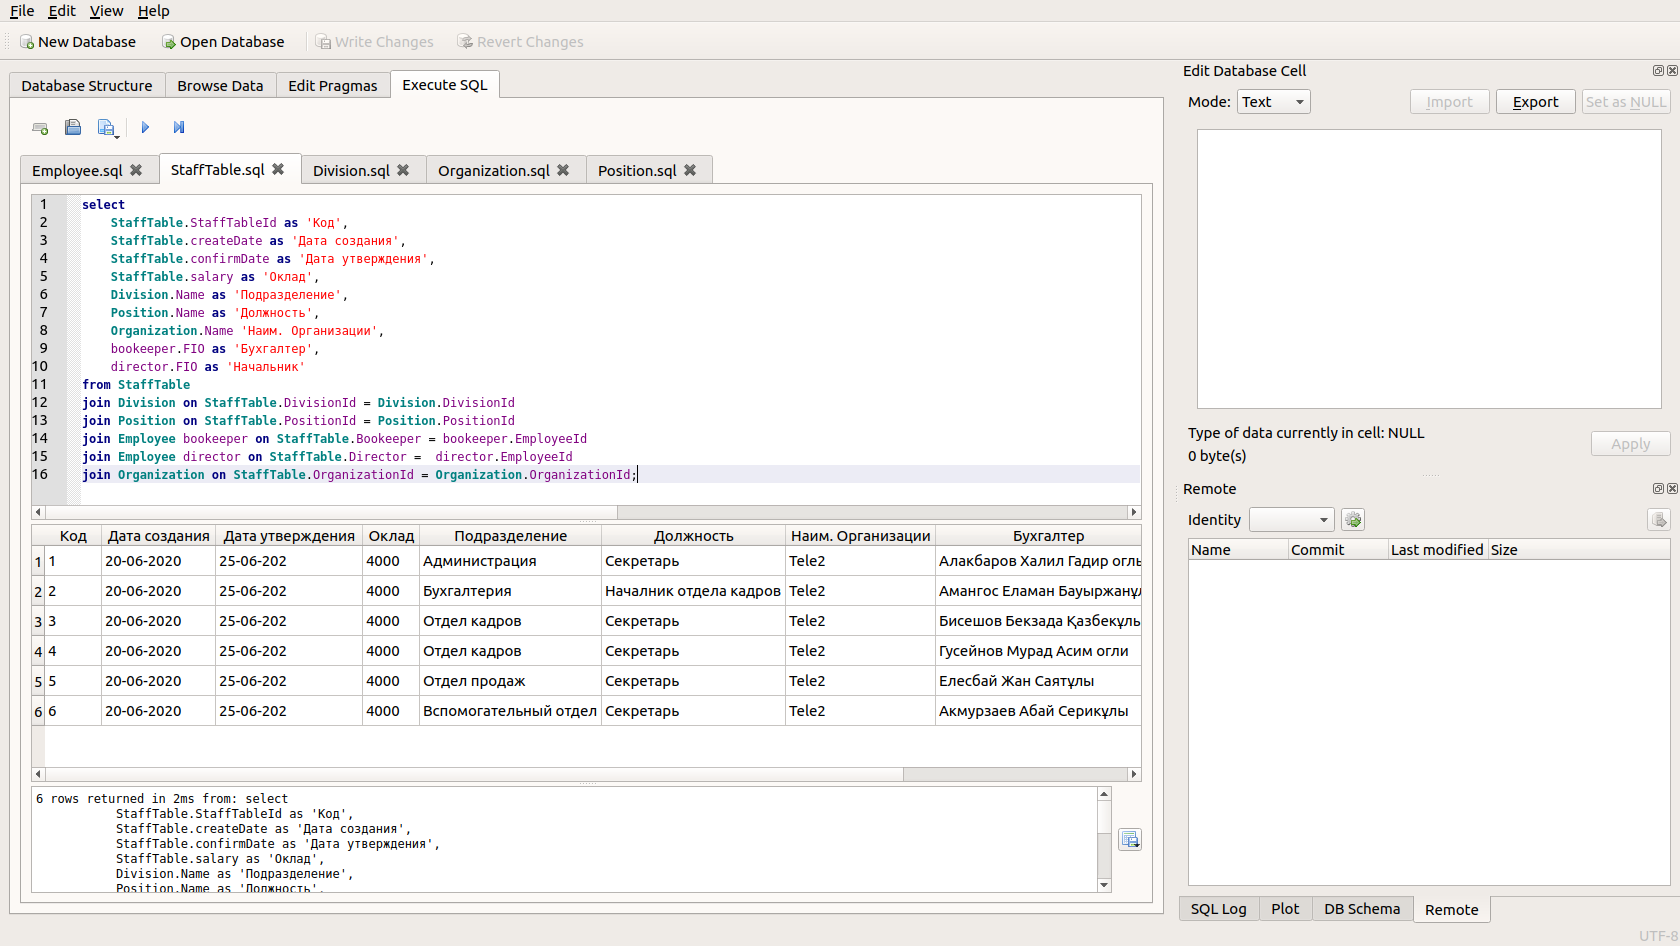 File Edit View Help
New Database Open Database Write Changes Revert Changes
Database Structure Browse Data Edit Pragmas Execute SQL
Employee.sql StaffTable.sql Division.sql Organization.sql Position.sql
1 select
2 StaffTable.StaffTableId as 'Код',
3 StaffTable.createDate as 'Дата создания',
4 StaffTable.confirmDate as 'Дата утверждения',
5 StaffTable.salary as 'Оклад',
6 Division.Name as 'Подразделение',
7 Position.Name as 'Должность',
8 Organization.Name 'Наим. Организации',
9 bookeeper.FIO as 'Бухгалтер',
10 director.FIO as 'Начальник'
11 from StaffTable
12 join Division on StaffTable.DivisionId = Division.DivisionId
13 join Position on StaffTable.PositionId = Position.PositionId
14 join Employee bookeeper on StaffTable.Bookeeper = bookeeper.EmployeeId
15 join Employee director on StaffTable.Director = director.EmployeeId
16 join Organization on StaffTable.OrganizationId = Organization.OrganizationId;
Код Дата создания Дата утверждения Оклад Подразделение Должность Наим. Организации Бухгалтер
1 1 20-06-2020 25-06-202 4000 Администрация Секретарь Tele2 Алакбаров Халил Гадир оглы
2 2 20-06-2020 25-06-202 4000 Бухгалтерия Началник отдела кадров Tele2 Амангос Еламан Бауыржанұл
3 3 20-06-2020 25-06-202 4000 Отдел кадров Секретарь Tele2 Бисешов Бекзада Қазбекұлы
4 4 20-06-2020 25-06-202 4000 Отдел кадров Секретарь Tele2 Гусейнов Мурад Асим огли
5 5 20-06-2020 25-06-202 4000 Отдел продаж Секретарь Tele2 Елесбай Жан Саятұлы
6 6 20-06-2020 25-06-202 4000 Вспомогательный отдел Секретарь Tele2 Акмурзаев Абай Серикұлы
6 rows returned in 2ms from: select
StaffTable.StaffTableId as 'Код',
StaffTable.createDate as 'Дата создания',
StaffTable.confirmDate as 'Дата утверждения',
StaffTable.salary as 'Оклад',
Division.Name as 'Подразделение',
Position.Name as 'Должность',
Edit Database Cell
Mode: Text Import Export Set as NULL
Type of data currently in cell: NULL
0 byte(s)
Apply
Remote
Identity
Name Commit Last modified Size
SQL Log Plot DB Schema Remote
UTF-8